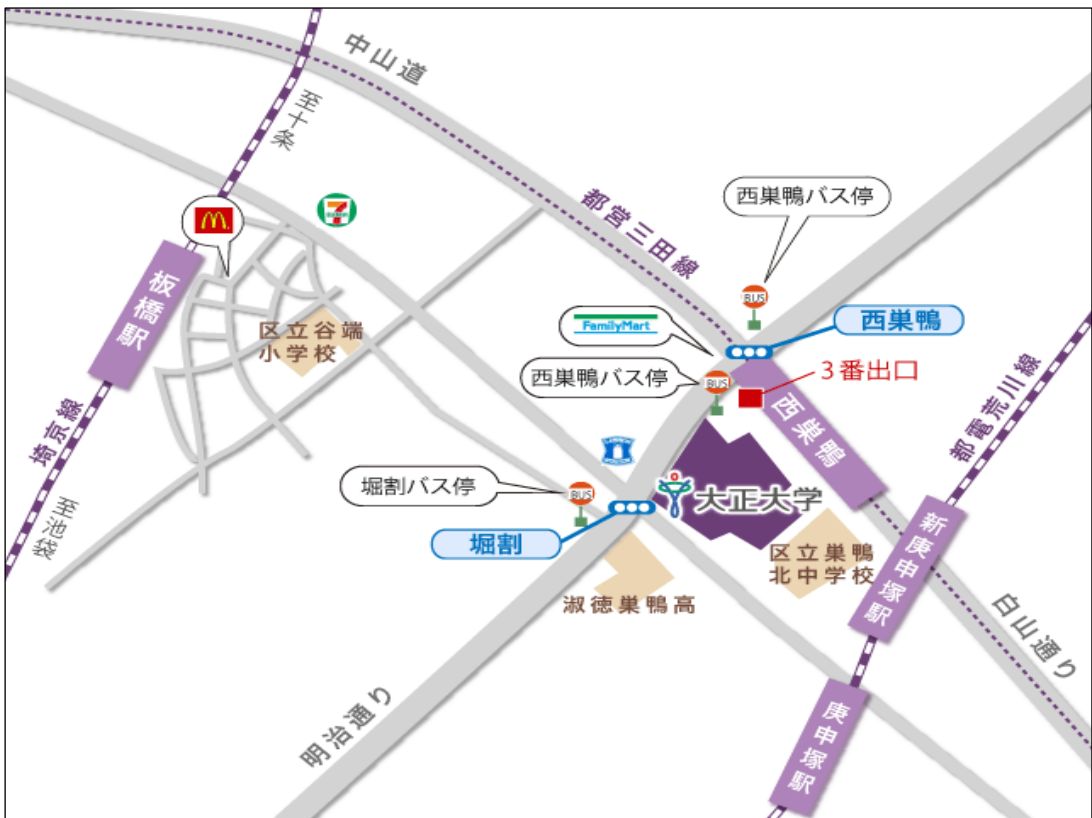 中山道
至十条
西巣鴨バス停
都営三田線
板橋駅
区立谷端
小学校
FamilyMart
西巣鴨
BUS
西巣鴨バス停
BUS
3番出口
西巣鴨
都電荒川線
埼京線
至池袋
堀割バス停
BUS
大正大学
堀割
区立巣鴨
北中学校
新庚申塚駅
淑徳巣鴨高
白山通り
明治通り
庚申塚駅